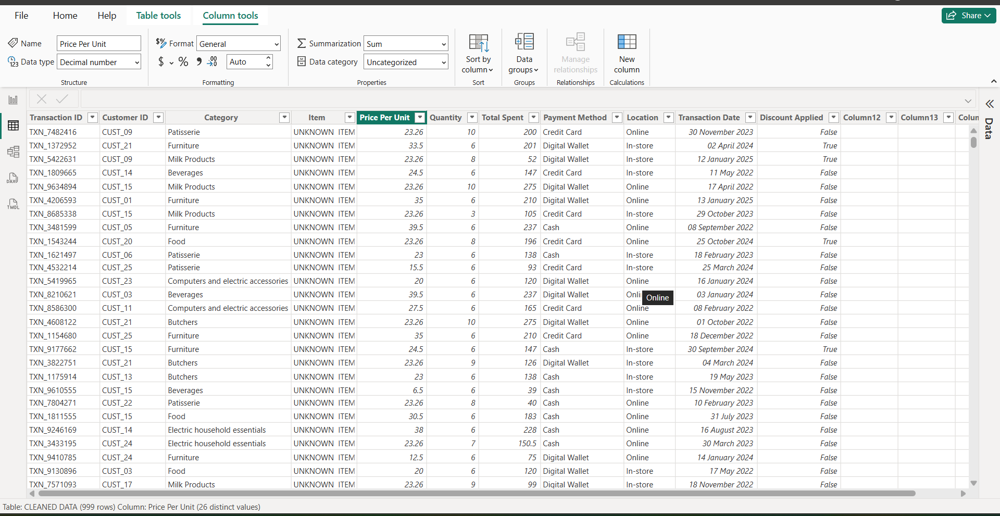 File Home Help Table tools Column tools Share
Name Price Per Unit $% Format General Summarization Sum
Data type Decimal number $ % Auto Data category Uncategorized
Sort by column Data groups Manage relationships New column
Structure Formatting Properties Sort Groups Relationships Calculations
Transaction ID Customer ID Category Item Price Per Unit Quantity Total Spent Payment Method Location Transaction Date Discount Applied Column12 Column13 Colun
TXN_7482416 CUST_09 Patisserie UNKNOWN ITEM 23.26 10 200 Credit Card Online 30 November 2023 False
TXN_1372952 CUST_21 Furniture UNKNOWN ITEM 33.5 6 201 Digital Wallet In-store 02 April 2024 True
TXN_5422631 CUST_09 Milk Products UNKNOWN ITEM 23.26 8 52 Digital Wallet In-store 12 January 2025 True
TXN_1809665 CUST_14 Beverages UNKNOWN ITEM 24.5 6 147 Credit Card In-store 11 May 2022 False
TXN_9634894 CUST_15 Milk Products UNKNOWN ITEM 23.26 10 275 Digital Wallet Online 17 April 2022 False
TXN_4206593 CUST_01 Furniture UNKNOWN ITEM 35 6 210 Digital Wallet Online 13 January 2025 False
TXN_8685338 CUST_15 Milk Products UNKNOWN ITEM 23.26 3 105 Credit Card In-store 29 October 2023 False
TXN_3481599 CUST_05 Furniture UNKNOWN ITEM 39.5 6 237 Cash Online 08 September 2022 False
TXN_1543244 CUST_20 Food UNKNOWN ITEM 23.26 8 196 Credit Card Online 25 October 2024 True
TXN_1621497 CUST_06 Patisserie UNKNOWN ITEM 23 6 138 Cash In-store 18 February 2023 False
TXN_4532214 CUST_25 Patisserie UNKNOWN ITEM 15.5 6 93 Credit Card In-store 25 March 2024 False
TXN_5419965 CUST_23 Computers and electric accessories UNKNOWN ITEM 20 6 120 Digital Wallet Online 16 January 2024 False
TXN_8210621 CUST_03 Beverages UNKNOWN ITEM 39.5 6 237 Digital Wallet Onli Online 03 January 2024 False
TXN_8586300 CUST_11 Computers and electric accessories UNKNOWN ITEM 27.5 6 165 Credit Card Online 08 February 2022 False
TXN_4608122 CUST_21 Butchers UNKNOWN ITEM 23.26 10 275 Digital Wallet Online 01 October 2022 False
TXN_1154680 CUST_25 Furniture UNKNOWN ITEM 35 6 210 Credit Card Online 18 December 2022 False
TXN_9177662 CUST_15 Furniture UNKNOWN ITEM 24.5 6 147 Cash In-store 30 September 2024 True
TXN_3822751 CUST_21 Butchers UNKNOWN ITEM 23.26 9 126 Digital Wallet In-store 04 March 2024 False
TXN_1175914 CUST_13 Butchers UNKNOWN ITEM 23 6 138 Cash In-store 19 May 2023 False
TXN_9610555 CUST_15 Beverages UNKNOWN ITEM 6.5 6 39 Cash In-store 15 November 2022 False
TXN_7804271 CUST_22 Patisserie UNKNOWN ITEM 23.26 8 40 Cash Online 10 February 2023 False
TXN_1811555 CUST_15 Food UNKNOWN ITEM 30.5 6 183 Cash Online 31 July 2023 False
TXN_9246169 CUST_14 Electric household essentials UNKNOWN ITEM 38 6 228 Cash Online 16 August 2023 False
TXN_3433195 CUST_24 Electric household essentials UNKNOWN ITEM 23.26 7 150.5 Cash Online 30 March 2023 False
TXN_9410785 CUST_24 Furniture UNKNOWN ITEM 12.5 6 75 Digital Wallet Online 14 January 2024 False
TXN_9130896 CUST_03 Food UNKNOWN ITEM 20 6 120 Digital Wallet In-store 17 May 2022 False
TXN_7571093 CUST_17 Milk Products UNKNOWN ITEM 23.26 9 99 Digital Wallet In-store 18 November 2022 False
DAX
TMDL
Data
Table: CLEANED DATA (999 rows) Column: Price Per Unit (26 distinct values)